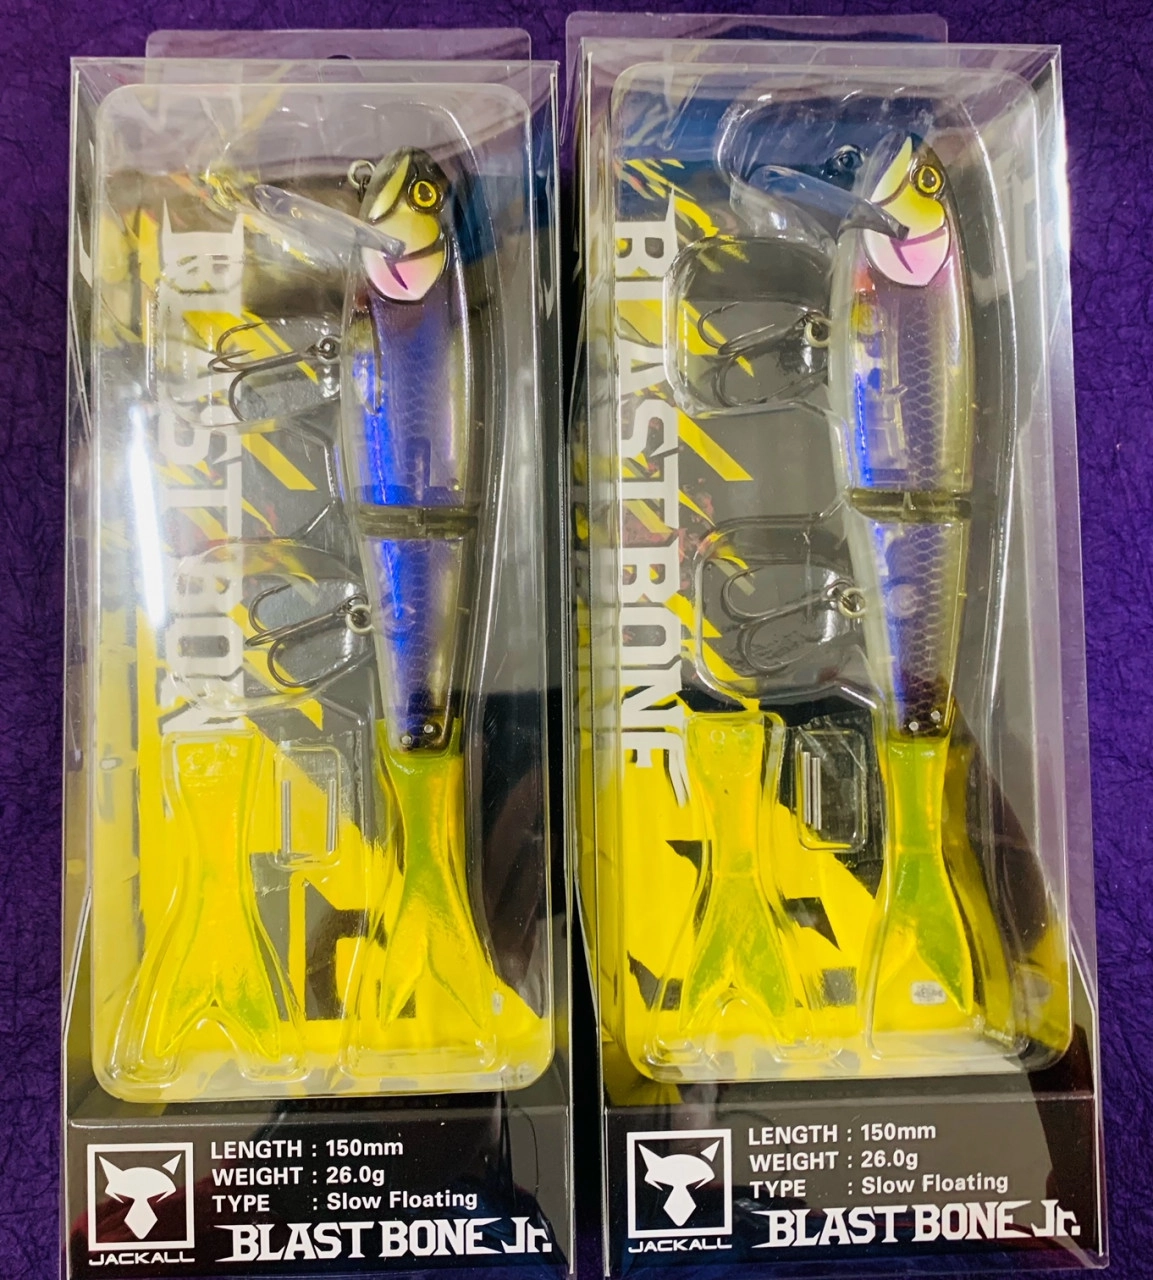 BLAST BONE
LENGTH : 150mm
WEIGHT : 26.0g
TYPE : Slow Floating
JACKALL
BLAST BONE Jr.
BLAST BONE
LENGTH : 150mm
WEIGHT : 26.0g
TYPE : Slow Floating
JACKALL
BLAST BONE Jr.